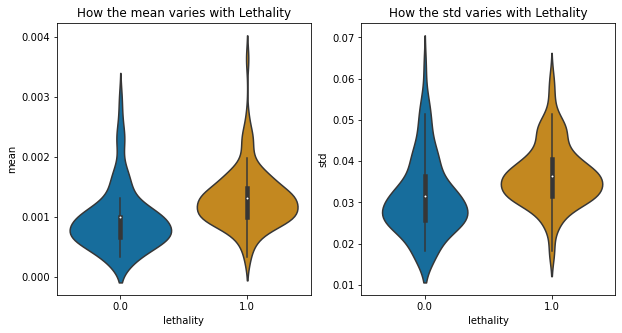 How the mean varies with Lethality
0.004
0.003
0.002
0.001
0.000
mean
0.0
1.0
lethality
How the std varies with Lethality
0.07
0.06
0.05
0.04
0.03
0.02
0.01
std
0.0
1.0
lethality